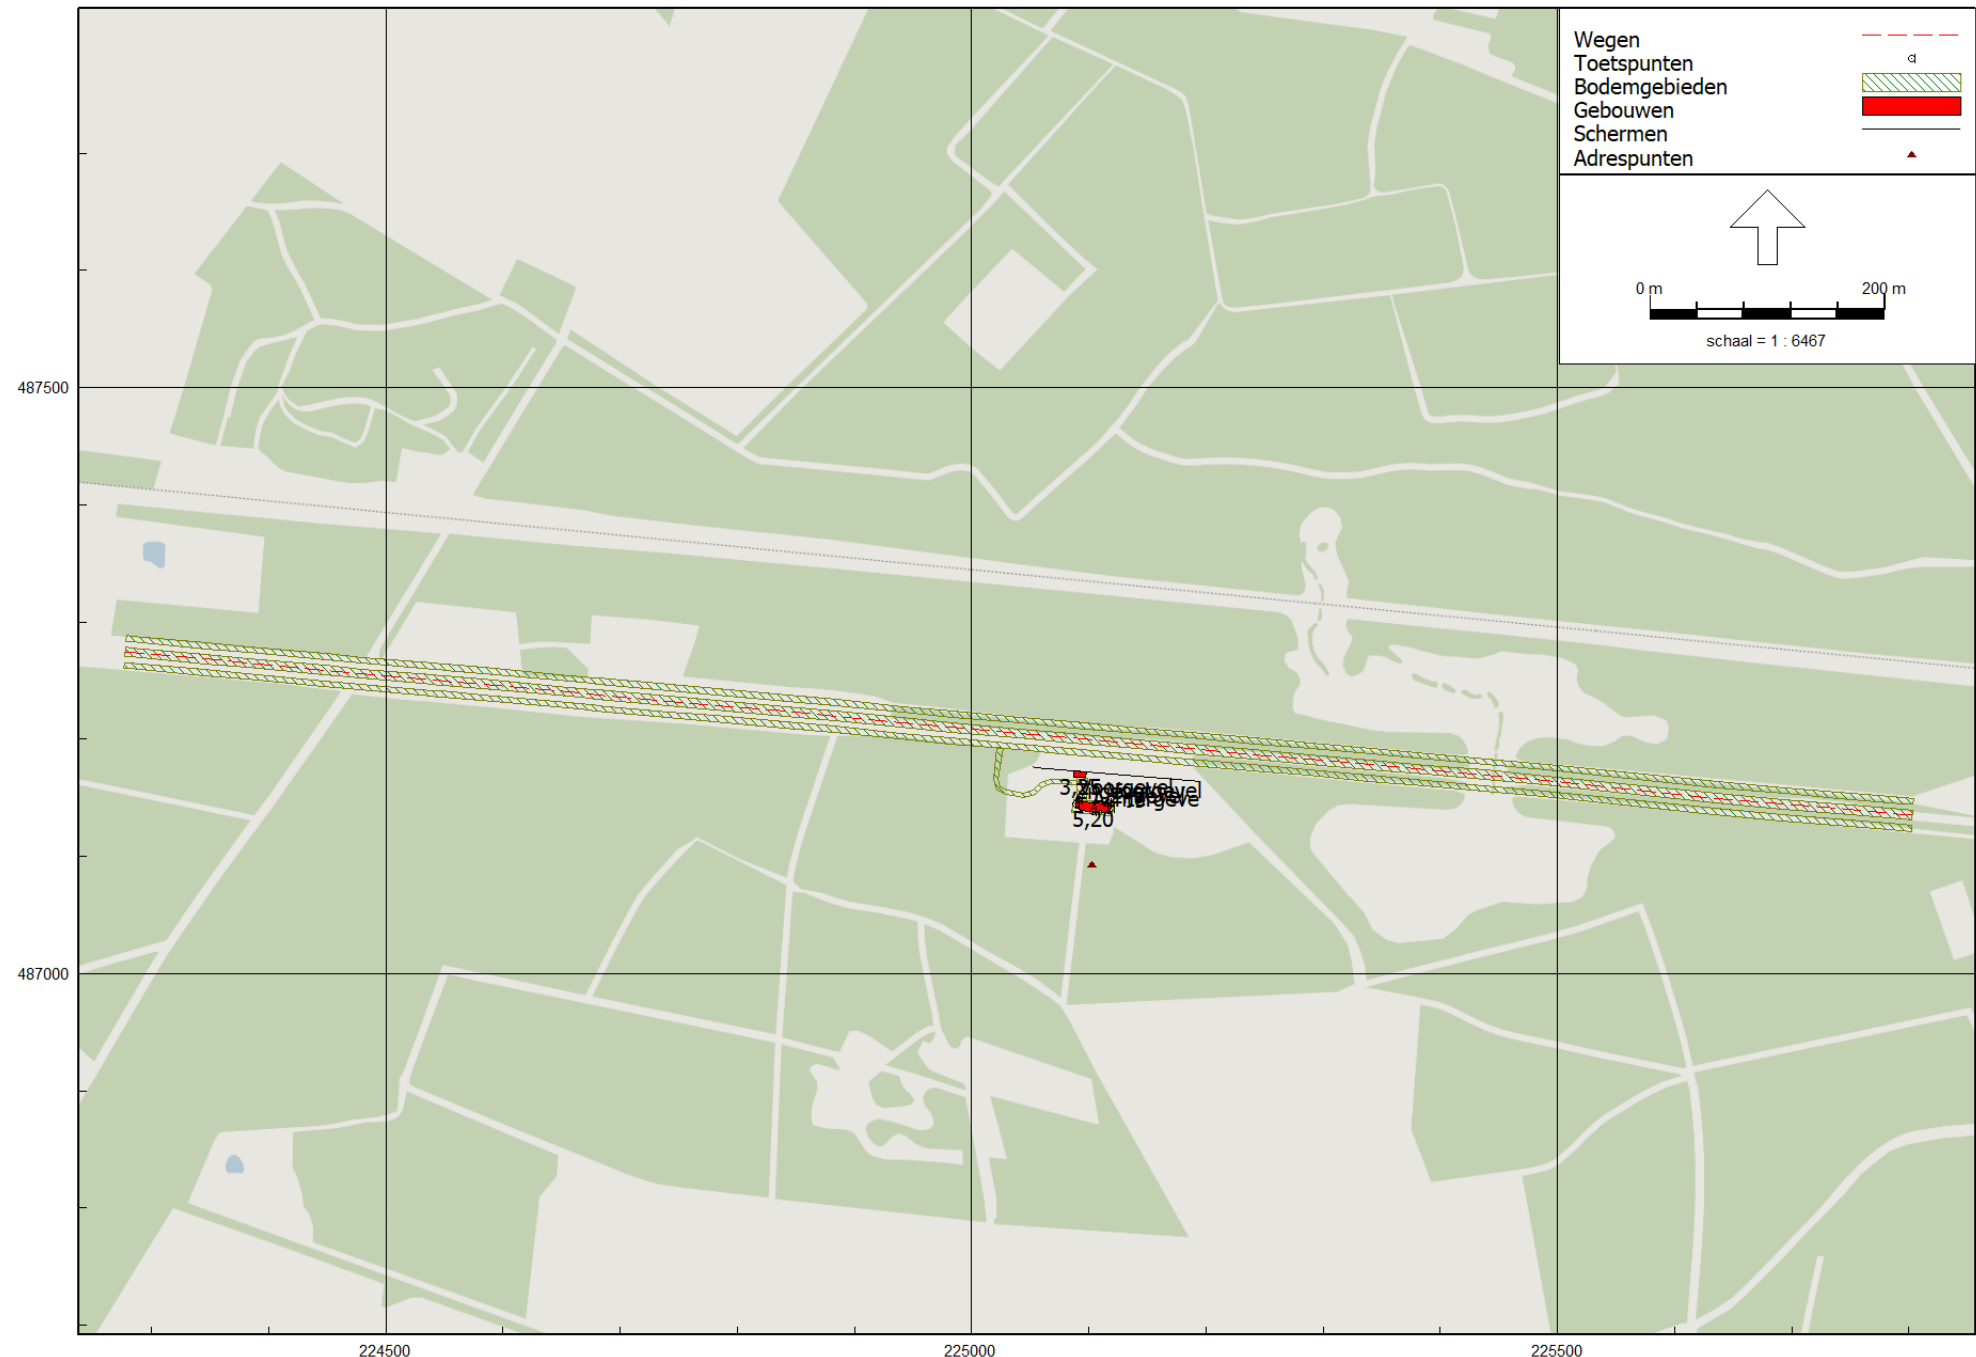 Wegen
Toetspunten
Bodemgebieden
Gebouwen
Schermen
Adrespunten
0 m 200 m
schaal = 1 : 6467
487500
5,20
487000
224500 225000 225500